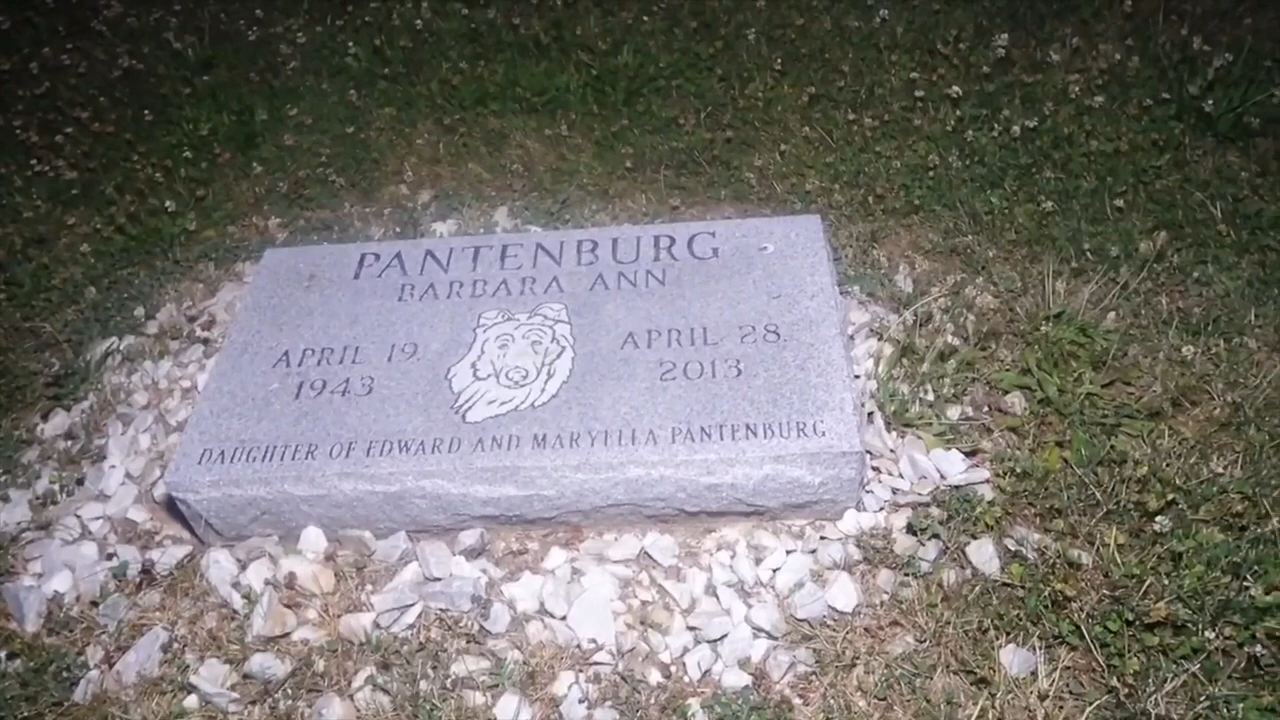 PANTENBURG
BARBARA ANN
APRIL 19,
1943
APRIL 28,
2013
DAUGHTER OF EDWARD AND MARYELLA PANTENBURG